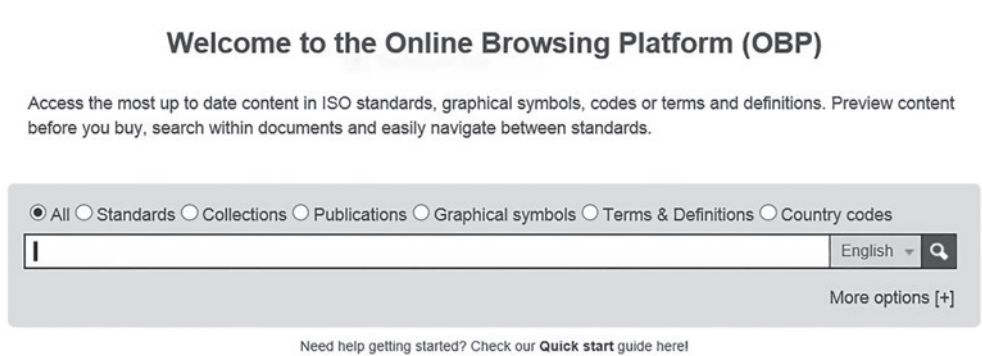 Welcome to the Online Browsing Platform (OBP)
Access the most up to date content in ISO standards, graphical symbols, codes or terms and definitions. Preview content
before you buy, search within documents and easily navigate between standards.
All Standards Collections Publications Graphical symbols Terms & Definitions Country codes
English
More options [+]
Need help getting started? Check our Quick start guide here!